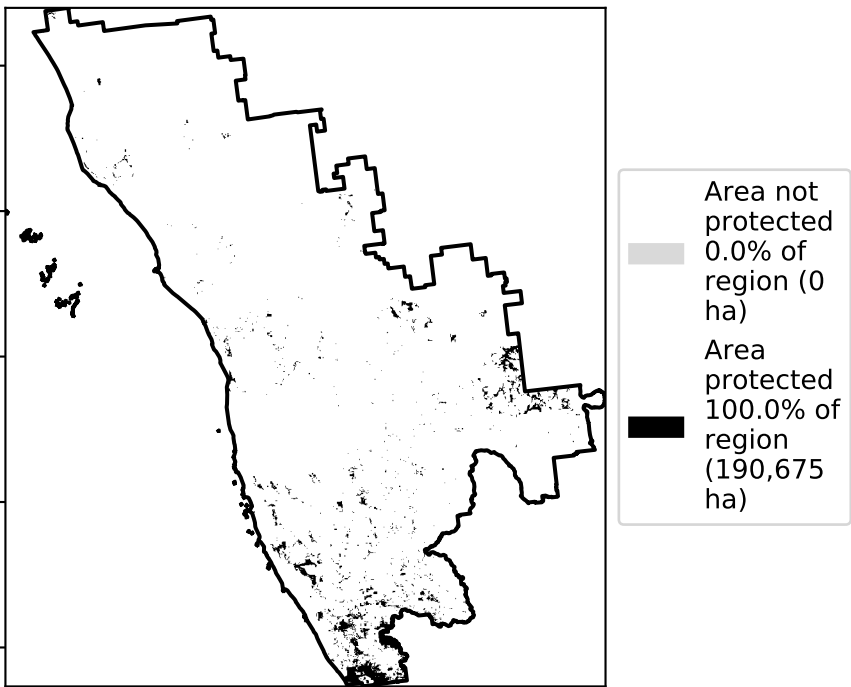 Area not
protected
0.0% of
region (0
ha)
Area
protected
100.0% of
region
(190,675
ha)